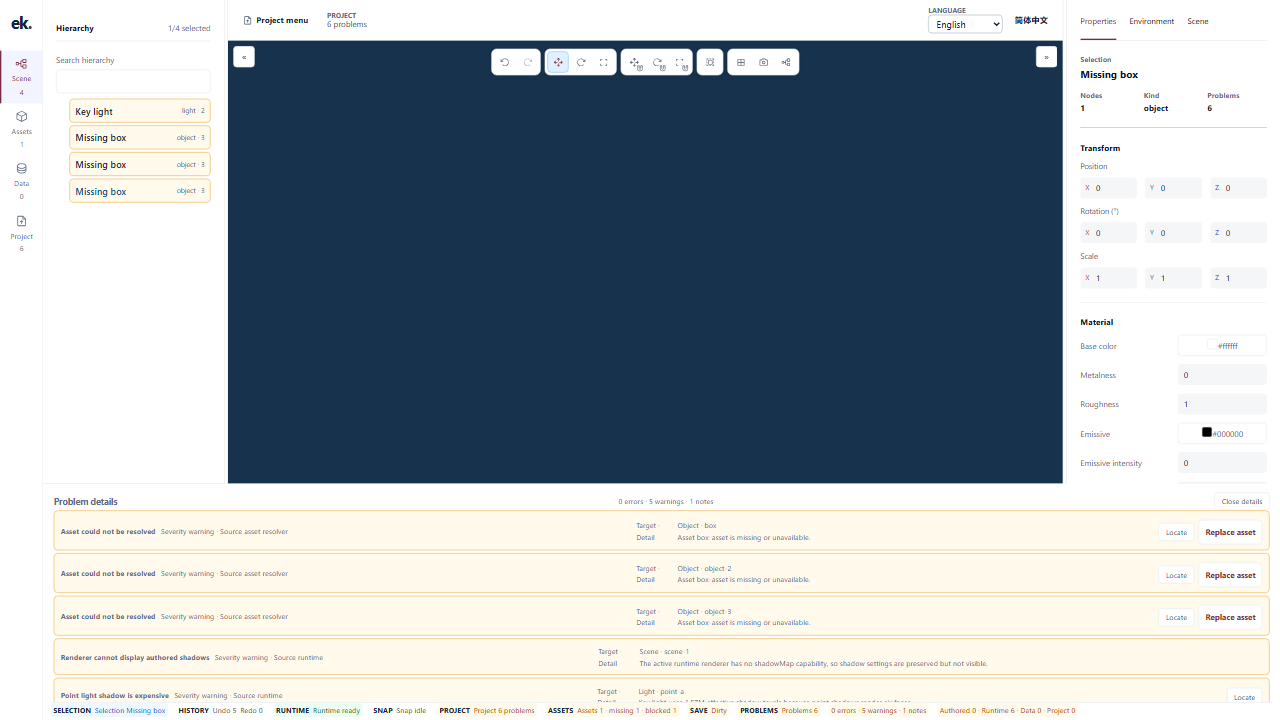 ek.
Scene
4
Assets
1
Data
0
Project
6
Hierarchy
1/4 selected
Search hierarchy
Key light
light · 2
Missing box
object · 3
Missing box
object · 3
Missing box
object · 3
Project menu
PROJECT
6 problems
LANGUAGE
English
简体中文
«
»
Properties
Environment
Scene
Selection
Missing box
Nodes
Kind
Problems
1
object
6
Transform
Position
X 0
Y 0
Z 0
Rotation (°)
X 0
Y 0
Z 0
Scale
X 1
Y 1
Z 1
Material
Base color
#ffffff
Metalness
0
Roughness
1
Emissive
#000000
Emissive intensity
0
Problem details
0 errors · 5 warnings · 1 notes
Close details
Asset could not be resolved Severity warning · Source asset resolver
Target · Object · box
Detail Asset box asset is missing or unavailable.
Locate
Replace asset
Asset could not be resolved Severity warning · Source asset resolver
Target · Object · object-2
Detail Asset box asset is missing or unavailable.
Locate
Replace asset
Asset could not be resolved Severity warning · Source asset resolver
Target · Object · object-3
Detail Asset box asset is missing or unavailable.
Locate
Replace asset
Renderer cannot display authored shadows Severity warning · Source runtime
Target · Scene · scene-1
Detail The active runtime renderer has no shadowMap capability, so shadow settings are preserved but not visible.
Point light shadow is expensive Severity warning · Source runtime
Target · Light · point-a
Locate
SELECTION Selection Missing box
HISTORY Undo 5 Redo 0
RUNTIME Runtime ready
SNAP Snap idle
PROJECT Project 6 problems
ASSETS Assets 1 · missing 1 · blocked 1
SAVE Dirty
PROBLEMS Problems 6
0 errors · 5 warnings · 1 notes
Authored 0 · Runtime 6 · Data 0 · Project 0